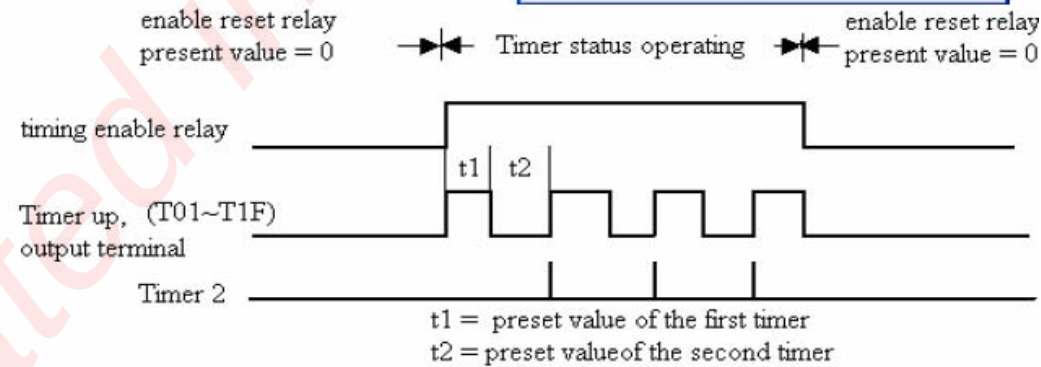 enable reset relay
present value = 0
Timer status operating
enable reset relay
present value = 0
timing enable relay
t1 t2
Timer up, (T01~T1F)
output terminal
Timer 2
t1 = preset value of the first timer
t2 = preset valueof the second timer